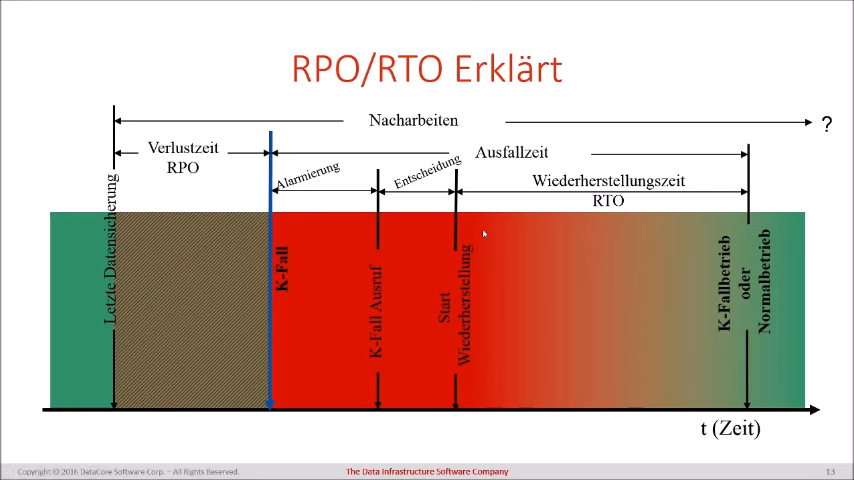 RPO/RTO Erklärt
Nacharbeiten
?
Verlustzeit
RPO
Ausfallzeit
Alarmierung
Entscheidung
Wiederherstellungszeit
RTO
Letzte Datensicherung
K-Fall
K-Fall Ausruf
Start
Wiederherstellung
K-Fallbetrieb
oder
Normalbetrieb
t (Zeit)
Copyright © 2016 DataCore Software Corp. – All Rights Reserved.
The Data Infrastructure Software Company
13